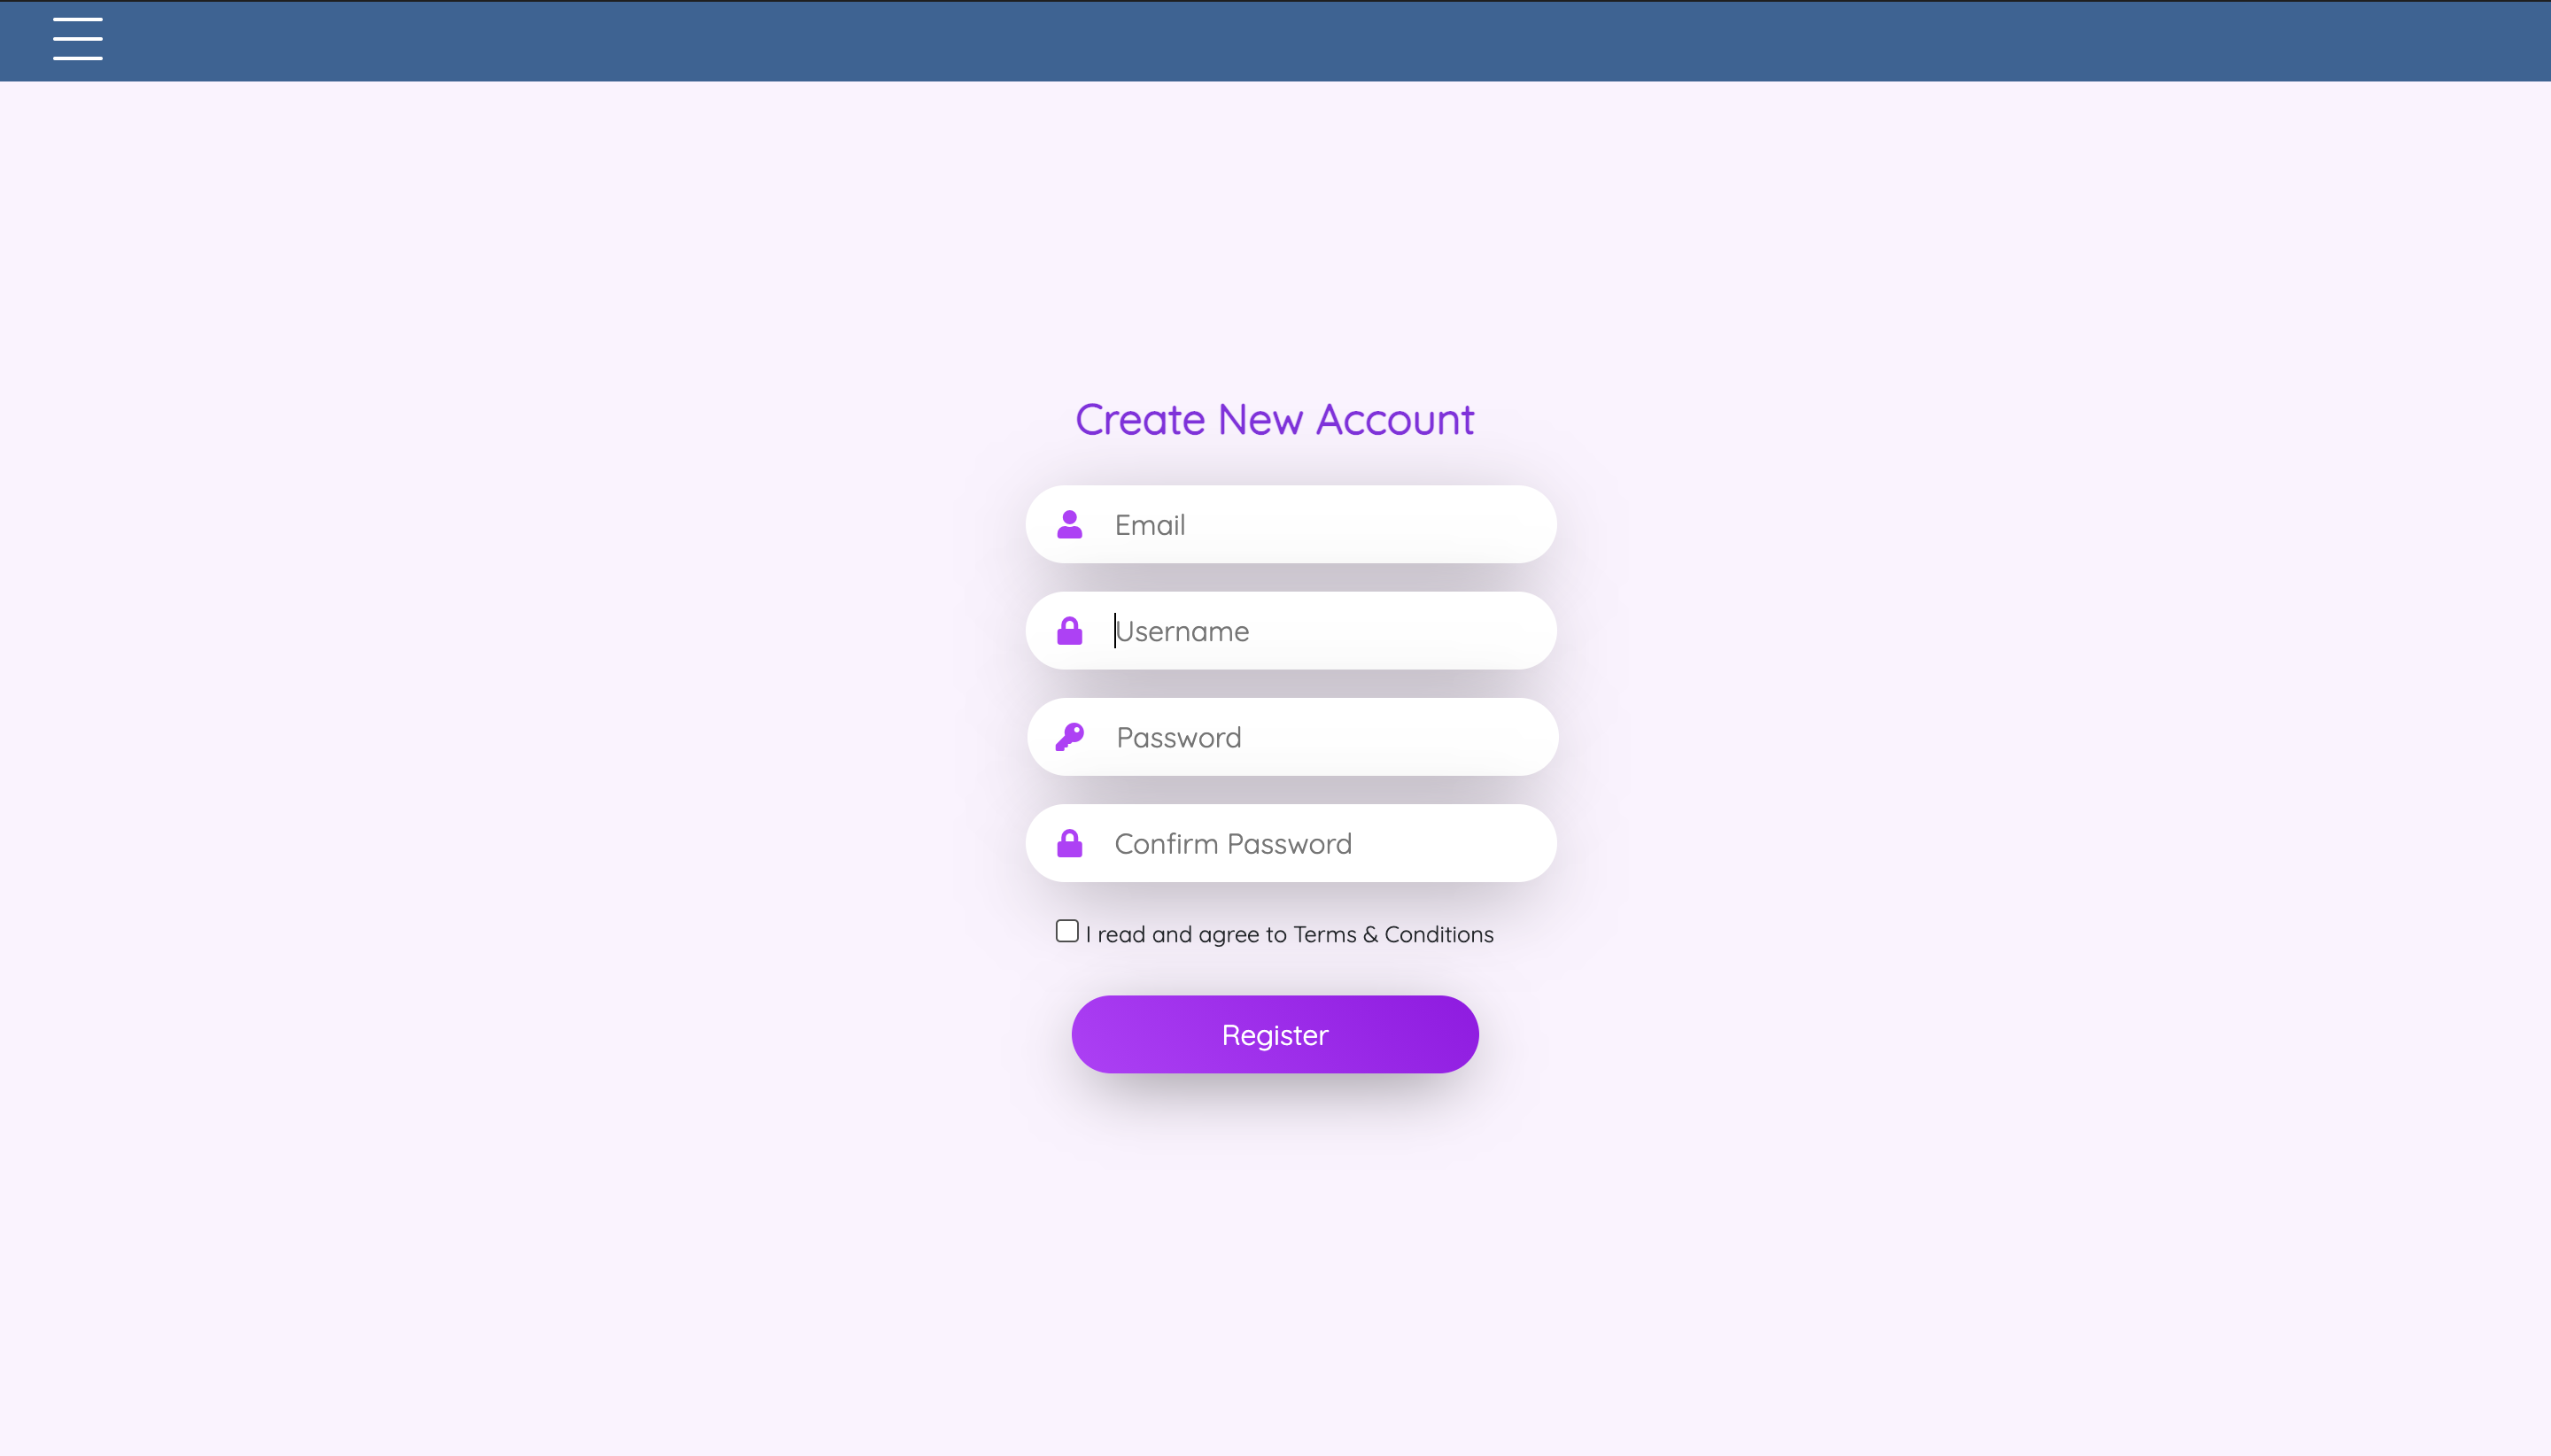 Create New Account
Email
Username
Password
Confirm Password
I read and agree to Terms & Conditions
Register